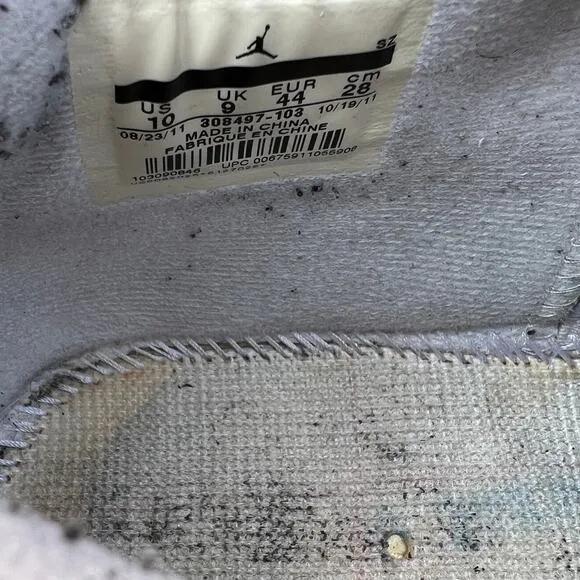 SZ
US UK EUR cm
10 9 44 28
308497-103
08/23/11 10/19/11
MADE IN CHINA
FABRIQUE EN CHINE
103090846 UPC 00675911056908